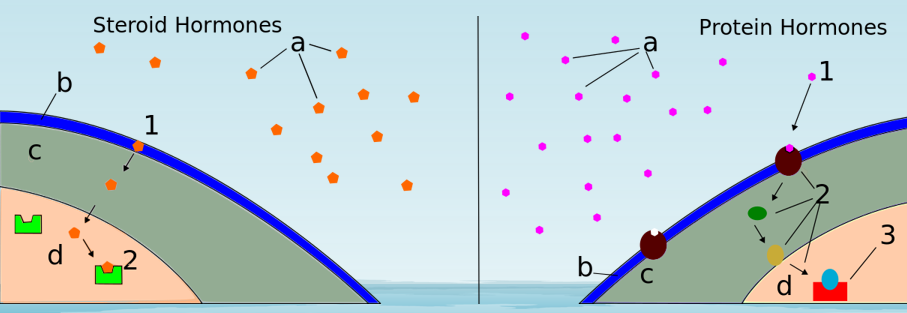 Steroid Hormones
a
b
1
c
d
2
Protein Hormones
a
1
2
b
c
3
d